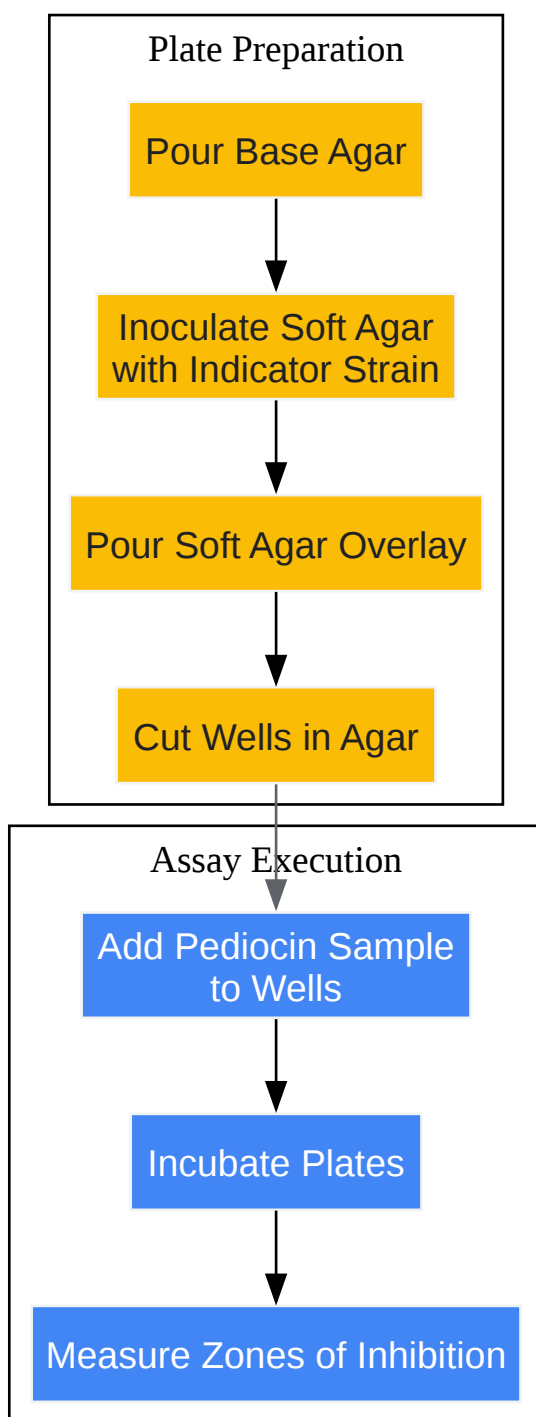 Plate Preparation
Pour Base Agar
Inoculate Soft Agar
with Indicator Strain
Pour Soft Agar Overlay
Cut Wells in Agar
Assay Execution
Add Pediocin Sample
to Wells
Incubate Plates
Measure Zones of Inhibition